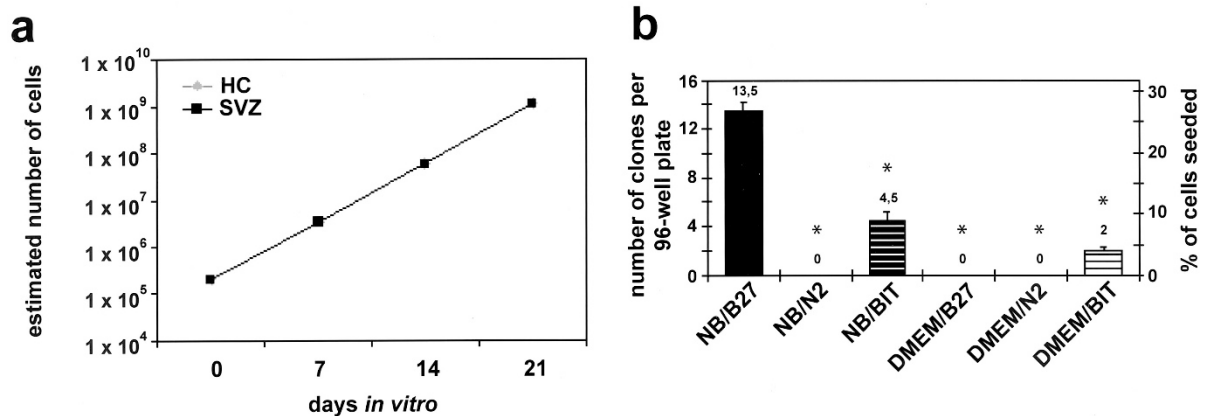 a
estimated number of cells
1 x 10^10
1 x 10^9
1 x 10^8
1 x 10^7
1 x 10^6
1 x 10^5
1 x 10^4
HC
SVZ
0 7 14 21
days in vitro
b
number of clones per
96-well plate
16
12
8
4
0
13,5
* 0
* 4,5
* 0
* 0
* 2
30
20
10
0
% of cells seeded
NB/B27
NB/N2
NB/BIT
DMEM/B27
DMEM/N2
DMEM/BIT